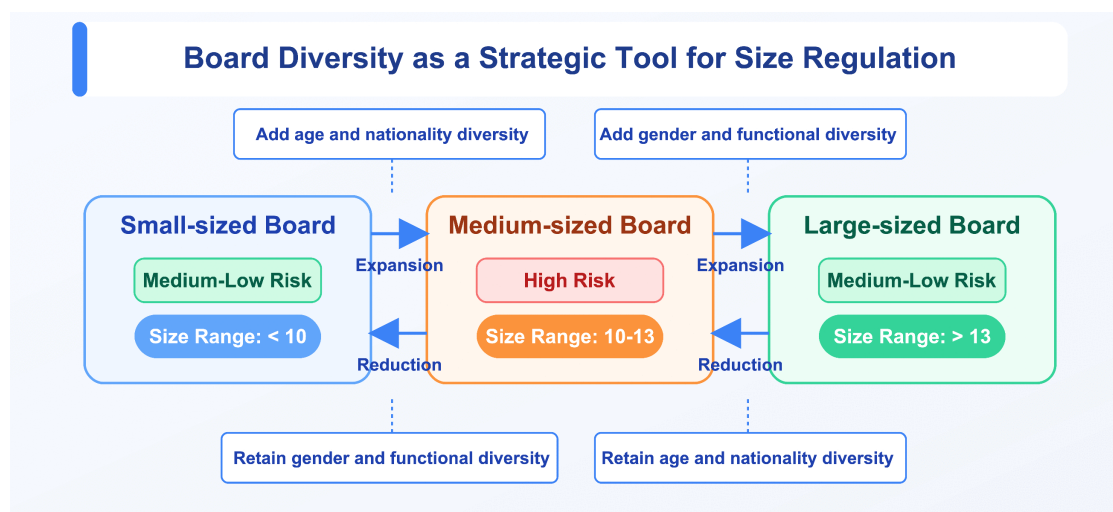 Board Diversity as a Strategic Tool for Size Regulation
Add age and nationality diversity
Add gender and functional diversity
Small-sized Board
Medium-Low Risk
Size Range: < 10
Expansion
Reduction
Medium-sized Board
High Risk
Size Range: 10-13
Expansion
Reduction
Large-sized Board
Medium-Low Risk
Size Range: > 13
Retain gender and functional diversity
Retain age and nationality diversity